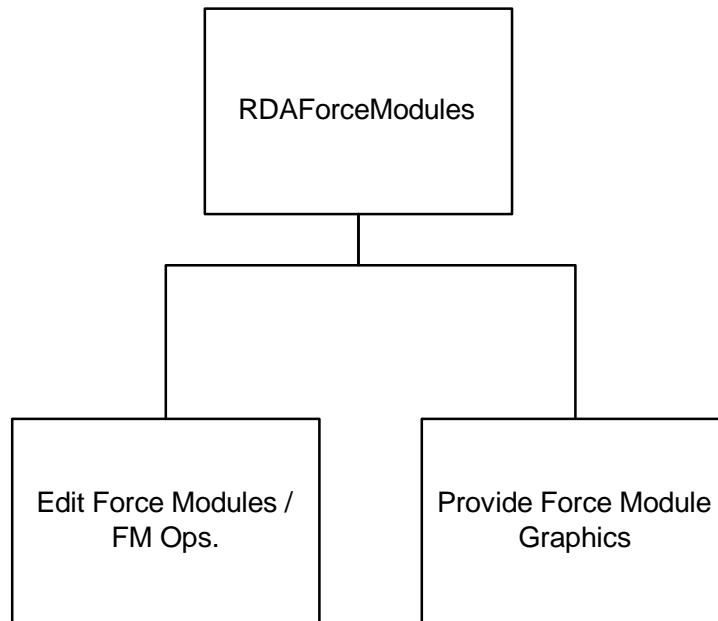 RDAForceModules
Edit Force Modules /
FM Ops.
Provide Force Module
Graphics